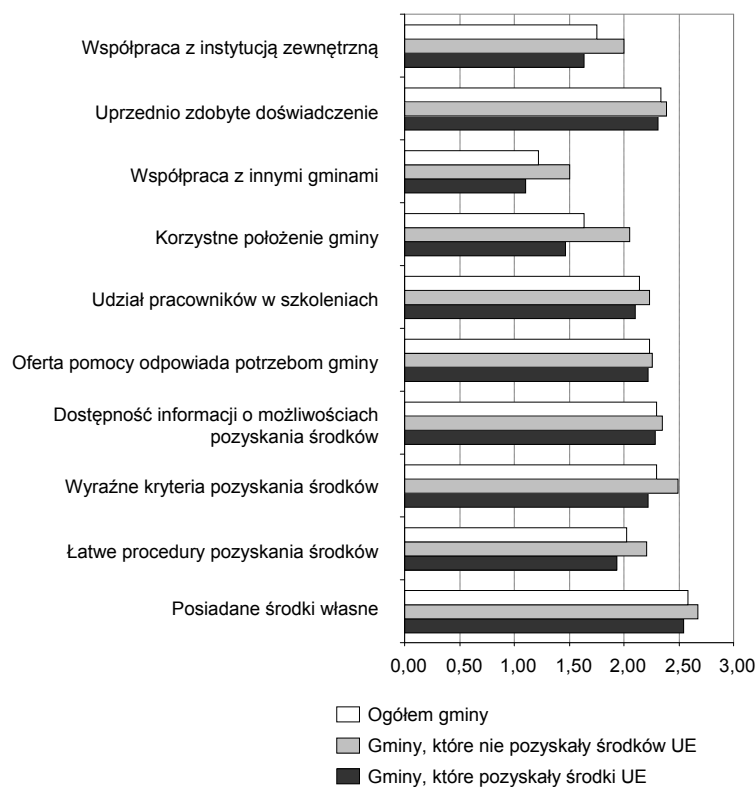 Współpraca z instytucją zewnętrzną
Uprzednio zdobyte doświadczenie
Współpraca z innymi gminami
Korzystne położenie gminy
Udział pracowników w szkoleniach
Oferta pomocy odpowiada potrzebom gminy
Dostępność informacji o możliwościach
pozyskania środków
Wyraźne kryteria pozyskania środków
Łatwe procedury pozyskania środków
Posiadane środki własne
0,00 0,50 1,00 1,50 2,00 2,50 3,00
Ogółem gminy
Gminy, które nie pozyskały środków UE
Gminy, które pozyskały środki UE